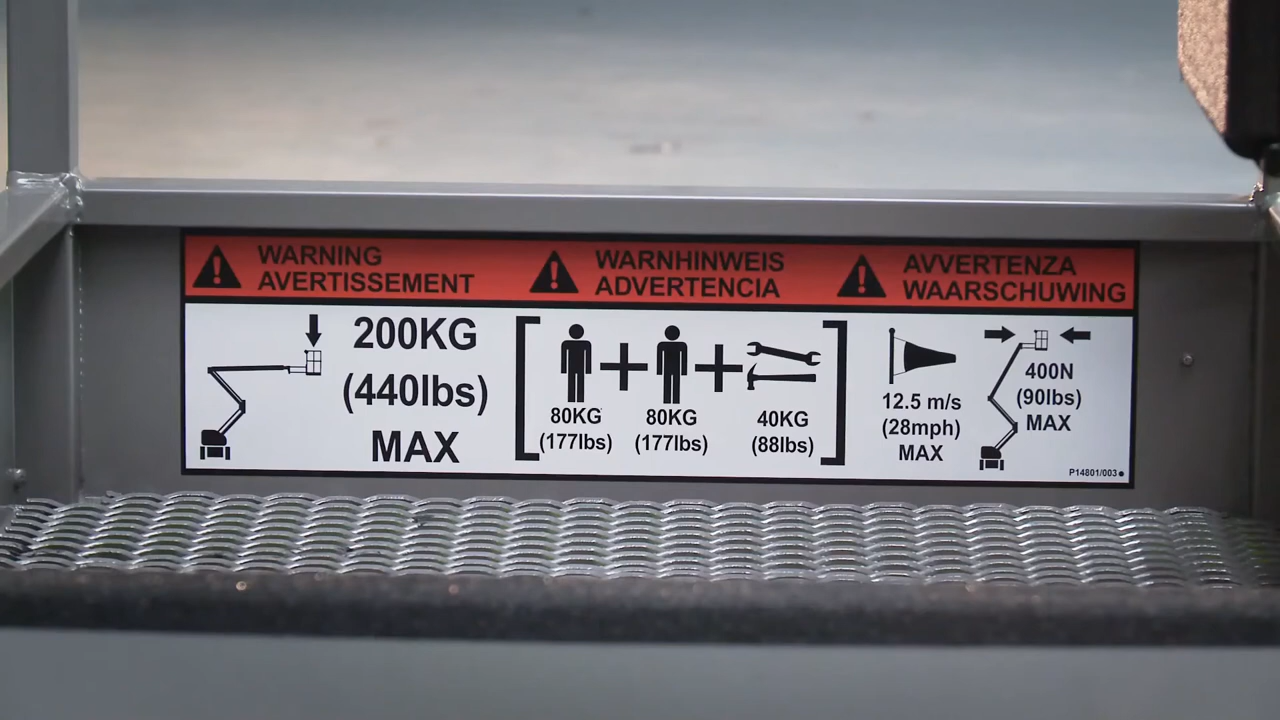 WARNING
AVERTISSEMENT
WARNHINWEIS
ADVERTENCIA
AVVERTENZA
WAARSCHUWING
200KG
(440lbs)
MAX
80KG
(177lbs)
80KG
(177lbs)
40KG
(88lbs)
12.5 m/s
(28mph)
MAX
400N
(90lbs)
MAX
P14801/003